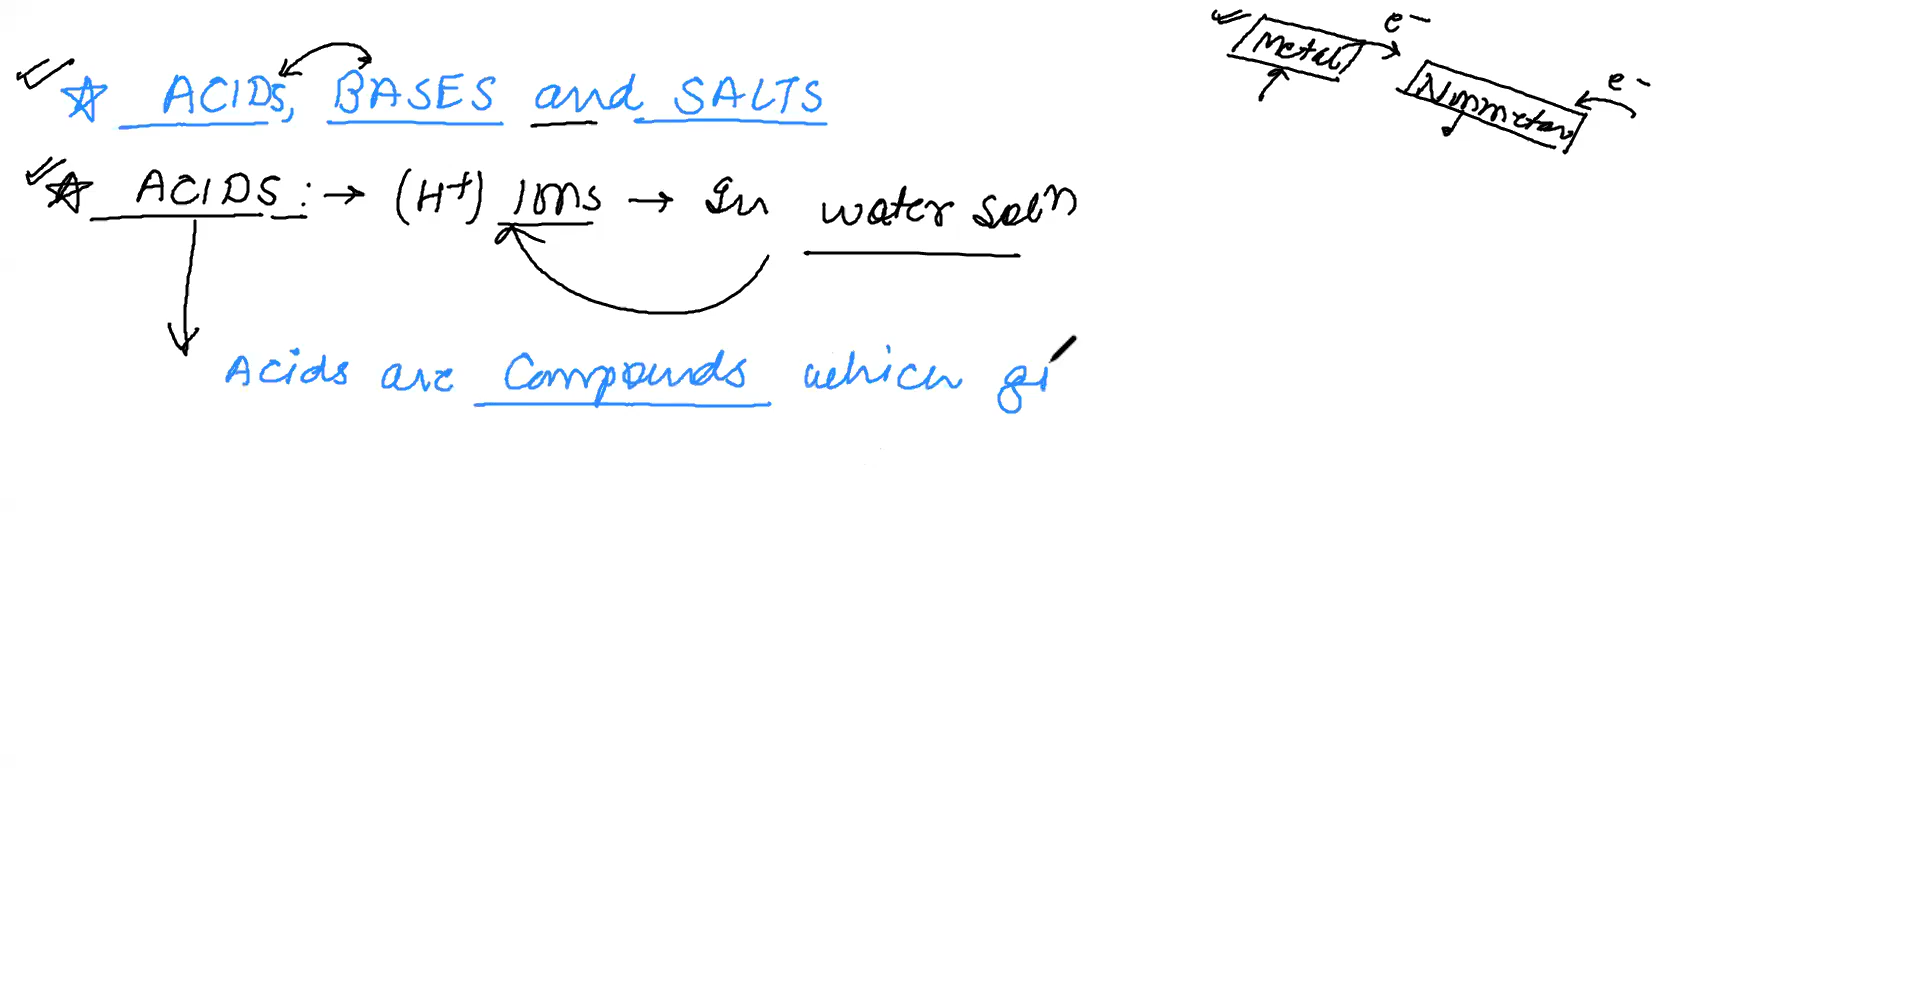 ACIDs, BASES and SALTS
ACIDS : → (H+) Ions → In water soln
Acids are Compounds which gi
Metal e-
Nonmetal e-